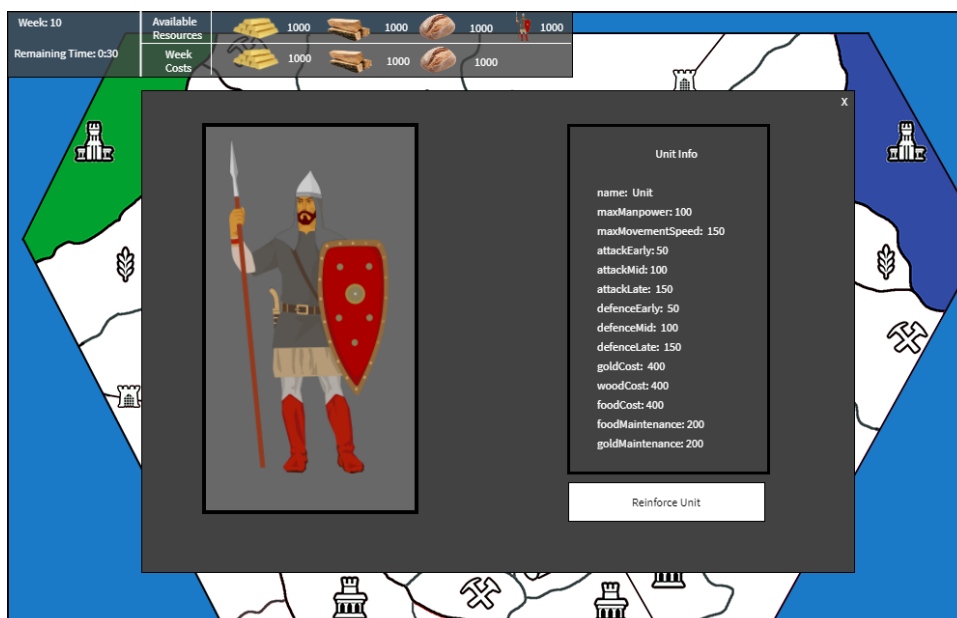 Week: 10
Available Resources
1000 1000 1000 1000
Remaining Time: 0:30
Week Costs
1000 1000 1000
X
Unit Info
name: Unit
maxManpower: 100
maxMovementSpeed: 150
attackEarly: 50
attackMid: 100
attackLate: 150
defenceEarly: 50
defenceMid: 100
defenceLate: 150
goldCost: 400
woodCost: 400
foodCost: 400
foodMaintenance: 200
goldMaintenance: 200
Reinforce Unit